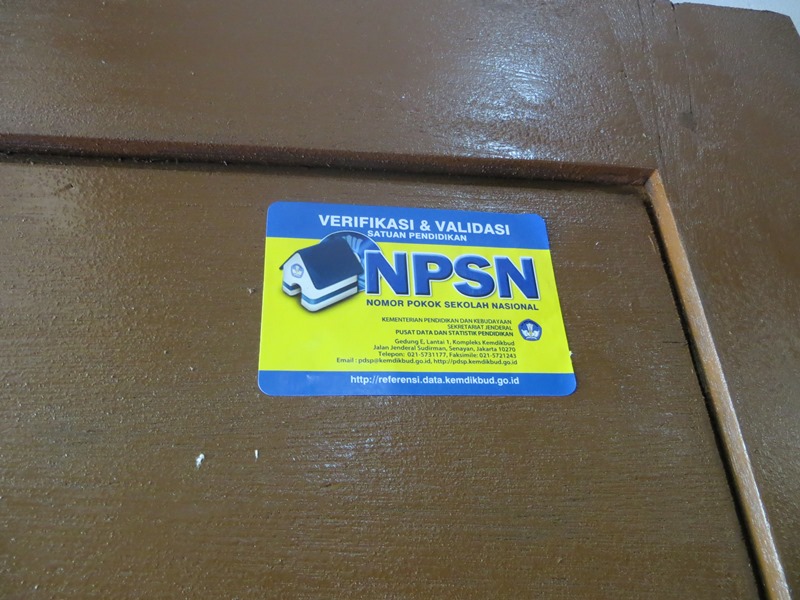 VERIFIKASI & VALIDASI
SATUAN PENDIDIKAN
NPSN
NOMOR POKOK SEKOLAH NASIONAL
KEMENTERIAN PENDIDIKAN DAN KEBUDAYAAN
SEKRETARIAT JENDERAL
PUSAT DATA DAN STATISTIK PENDIDIKAN
Gedung E, Lantai 1, Kompleks Kemdikbud
Jalan Jenderal Sudirman, Senayan, Jakarta 10270
Telepon: 021-5731177, Faksimile: 021-5721243
Email : pdsp@kemdikbud.go.id, http://pdsp.kemdikbud.go.id
http://referensi.data.kemdikbud.go.id